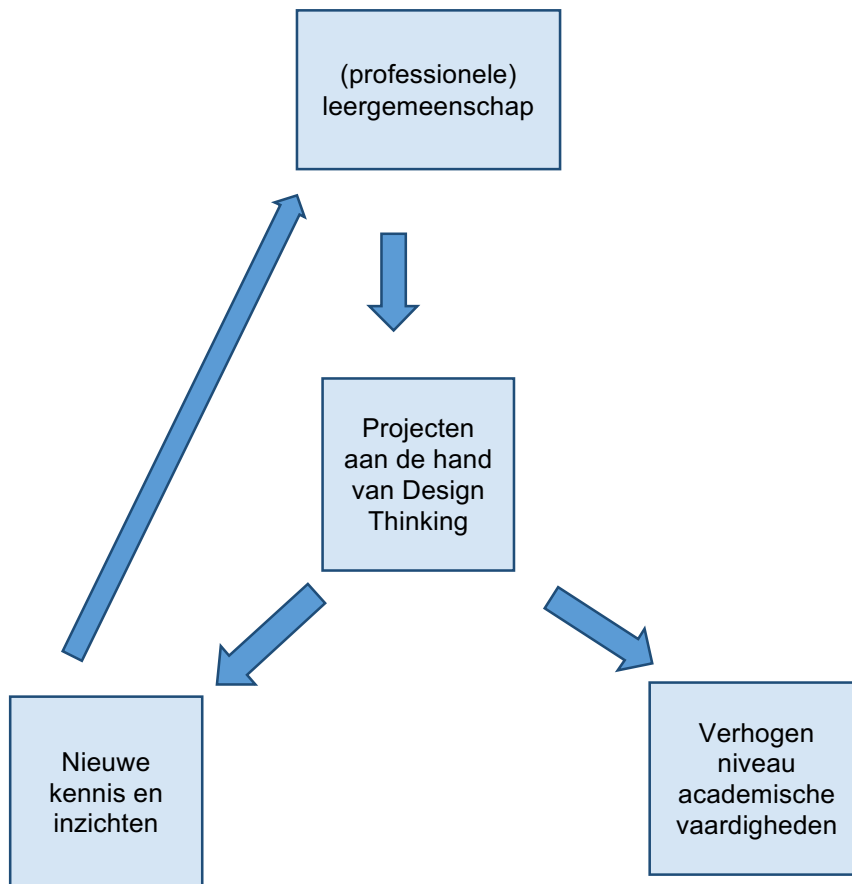 (professionele)
leergemeenschap
Projecten
aan de hand
van Design
Thinking
Nieuwe
kennis en
inzichten
Verhogen
niveau
academische
vaardigheden